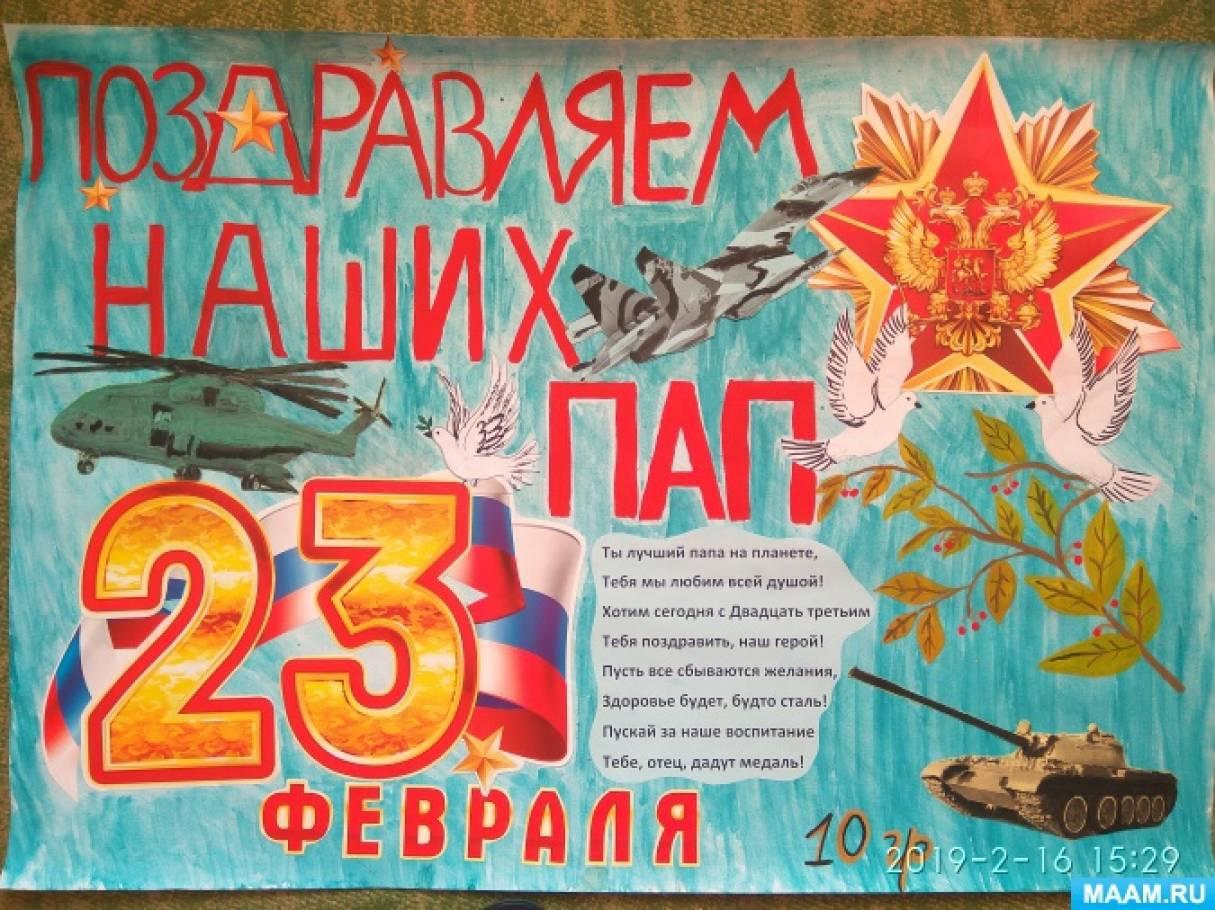 ПОЗДРАВЛЯЕМ
НАШИХ
ПАП
23
ФЕВРАЛЯ
Ты лучший папа на планете,
Тебя мы любим всей душой!
Хотим сегодня с Двадцать третьим
Тебя поздравить, наш герой!
Пусть все сбываются желания,
Здоровье будет, будто сталь!
Пускай за наше воспитание
Тебе, отец, дадут медаль!
10 гр
2019-2-16 15:29
MAAM.RU